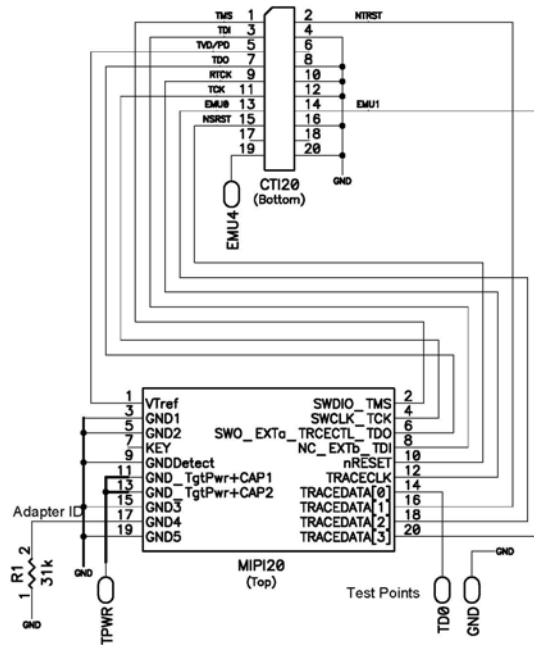 TMS 1 2 NTRST
TDI 3 4
TVD/PD 5 6
TDO 7 8
RTCK 9 10
TCK 11 12
EMU0 13 14 EMU1
NSRST 15 16
17 18
19 20
GND
CTI20
(Bottom)
EMU4
1 VTref SWDIO_TMS 2
3 GND1 SWCLK_TCK 4
5 GND2 SWO_EXTa_TRCECTL_TDO 6
7 KEY NC_EXTb_TDI 8
9 GNDDetect nRESET 10
11 GND_TgtPwr+CAP1 TRACECLK 12
13 GND_TgtPwr+CAP2 TRACEDATA[0] 14
15 GND3 TRACEDATA[1] 16
Adapter ID 17 GND4 TRACEDATA[2] 18
19 GND5 TRACEDATA[3] 20
GND
MIPI20
(Top)
R1 2
1 31k
GND
TPWR
Test Points
TD0
GND
GND